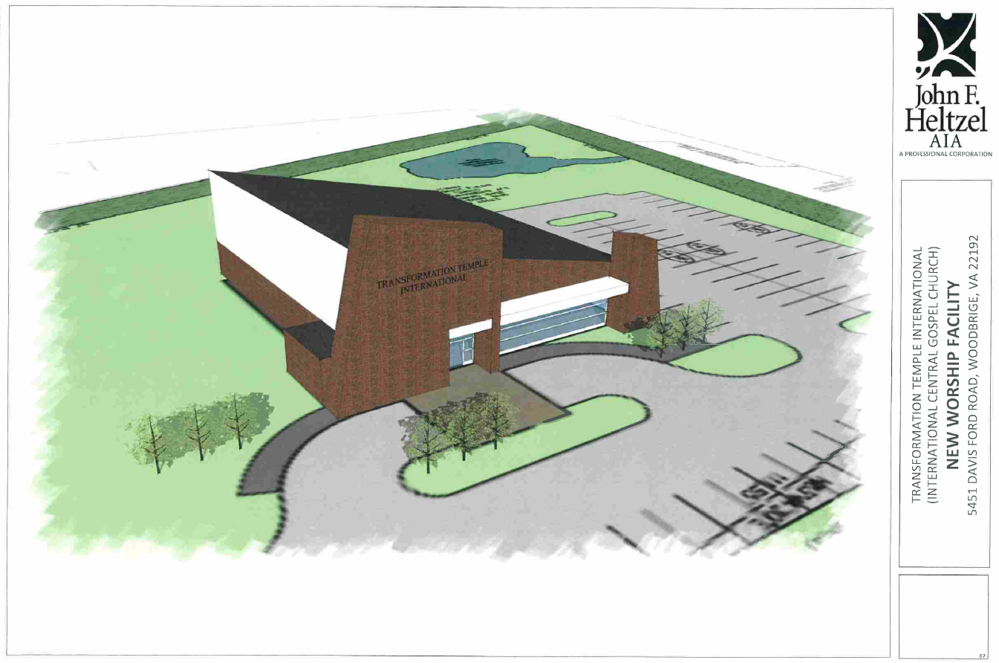 TRANSFORMATION TEMPLE
INTERNATIONAL
John F.
Heltzel
AIA
A PROFESSIONAL CORPORATION
TRANSFORMATION TEMPLE INTERNATIONAL
(INTERNATIONAL CENTRAL GOSPEL CHURCH)
NEW WORSHIP FACILITY
5451 DAVIS FORD ROAD, WOODBRIGE, VA 22192
07